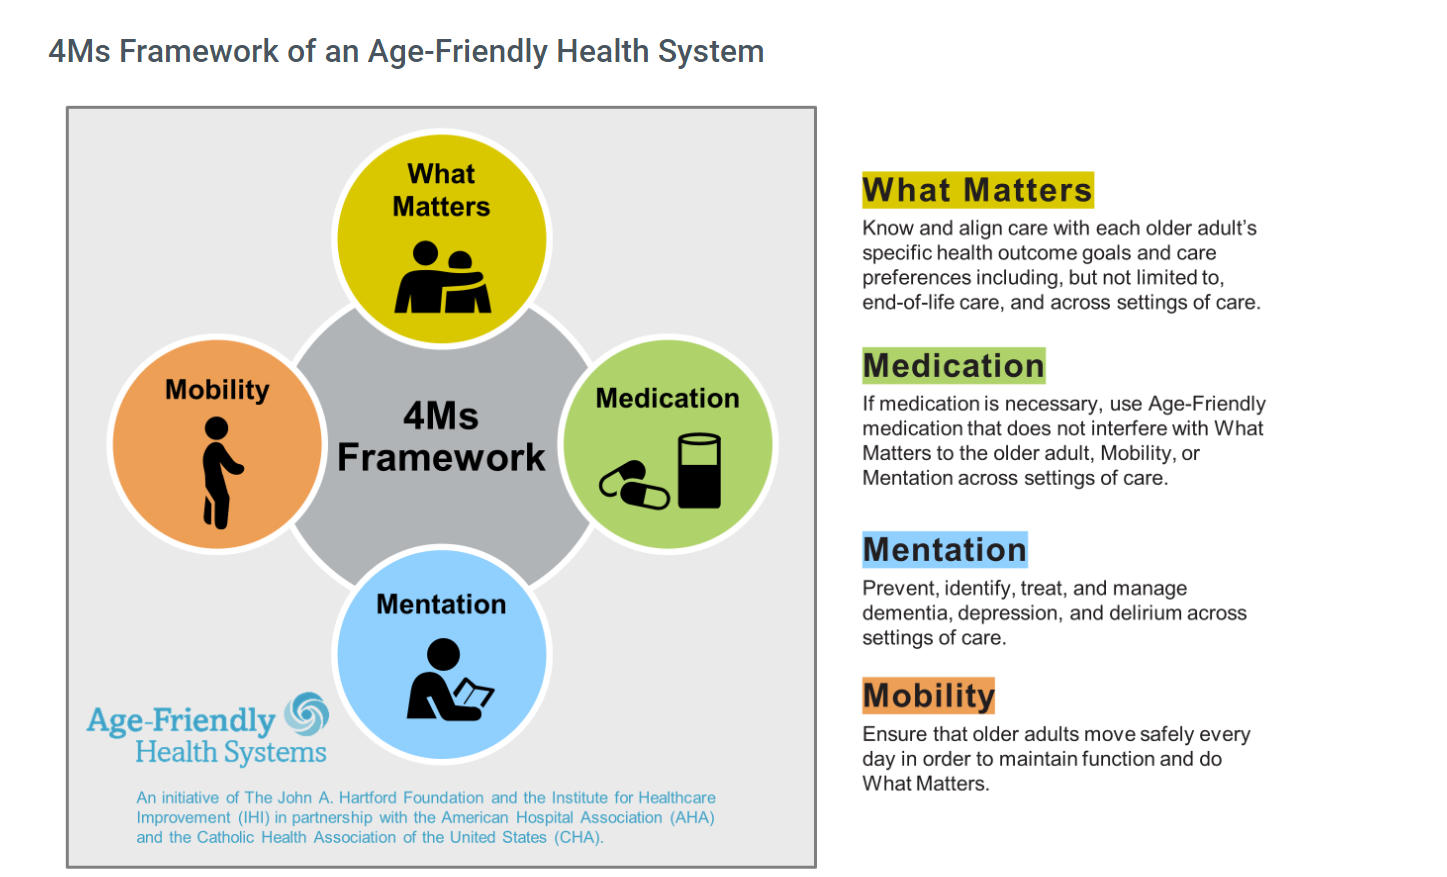 4Ms Framework of an Age-Friendly Health System
What
Matters
Mobility
4Ms
Framework
Medication
Mentation
Age-Friendly
Health Systems
An initiative of The John A. Hartford Foundation and the Institute for Healthcare
Improvement (IHI) in partnership with the American Hospital Association (AHA)
and the Catholic Health Association of the United States (CHA).
What Matters
Know and align care with each older adult's
specific health outcome goals and care
preferences including, but not limited to,
end-of-life care, and across settings of care.
Medication
If medication is necessary, use Age-Friendly
medication that does not interfere with What
Matters to the older adult, Mobility, or
Mentation across settings of care.
Mentation
Prevent, identify, treat, and manage
dementia, depression, and delirium across
settings of care.
Mobility
Ensure that older adults move safely every
day in order to maintain function and do
What Matters.